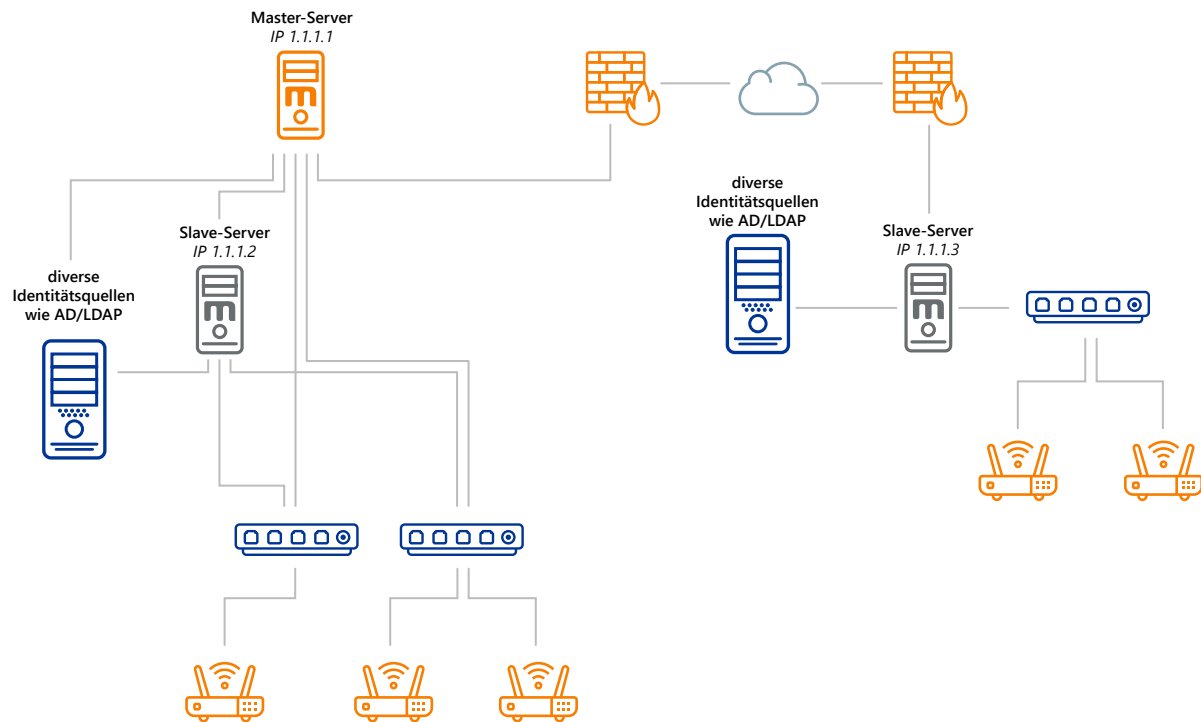 Master-Server
IP 1.1.1.1
diverse
Identitätsquellen
wie AD/LDAP
Slave-Server
IP 1.1.1.2
Slave-Server
IP 1.1.1.3
diverse
Identitätsquellen
wie AD/LDAP